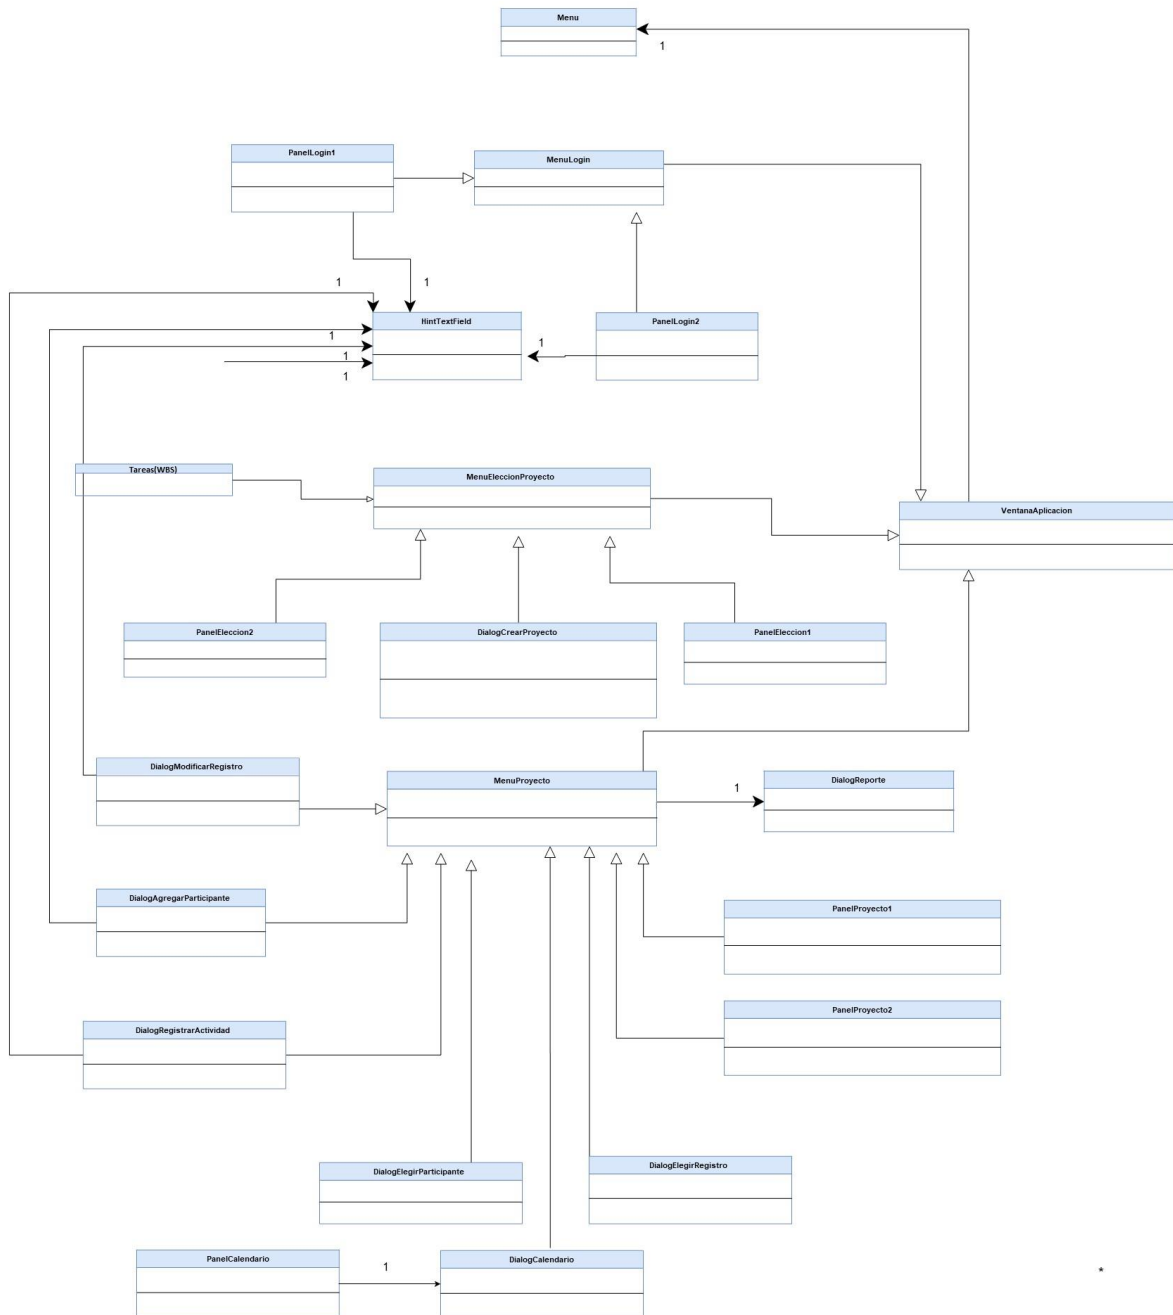 Menu
1
PanelLogin1
MenuLogin
1
1
HintTextField
PanelLogin2
1
1
1
1
Tareas(WBS)
MenuEleccionProyecto
VentanaAplicacion
PanelEleccion2
DialogCrearProyecto
PanelEleccion1
DialogModificarRegistro
MenuProyecto
DialogReporte
1
DialogAgregarParticipante
PanelProyecto1
PanelProyecto2
DialogRegistrarActividad
DialogElegirParticipante
DialogElegirRegistro
PanelCalendario
1
DialogCalendario
*